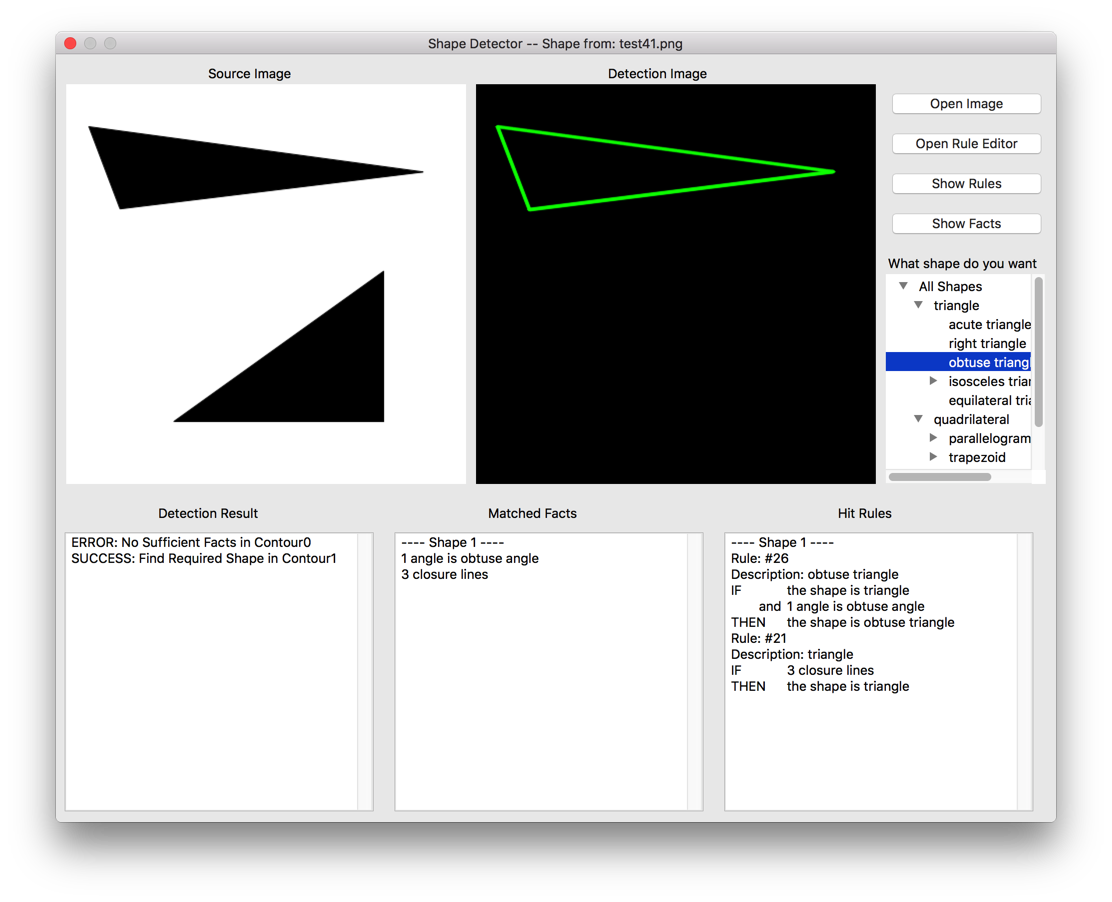 Shape Detector -- Shape from: test41.png
Source Image
Detection Image
Open Image
Open Rule Editor
Show Rules
Show Facts
What shape do you want
All Shapes
triangle
acute triangle
right triangle
obtuse triang
isosceles trian
equilateral tria
quadrilateral
parallelogram
trapezoid
Detection Result
ERROR: No Sufficient Facts in Contour0
SUCCESS: Find Required Shape in Contour1
Matched Facts
---- Shape 1 ----
1 angle is obtuse angle
3 closure lines
Hit Rules
---- Shape 1 ----
Rule: #26
Description: obtuse triangle
IF the shape is triangle
and 1 angle is obtuse angle
THEN the shape is obtuse triangle
Rule: #21
Description: triangle
IF 3 closure lines
THEN the shape is triangle